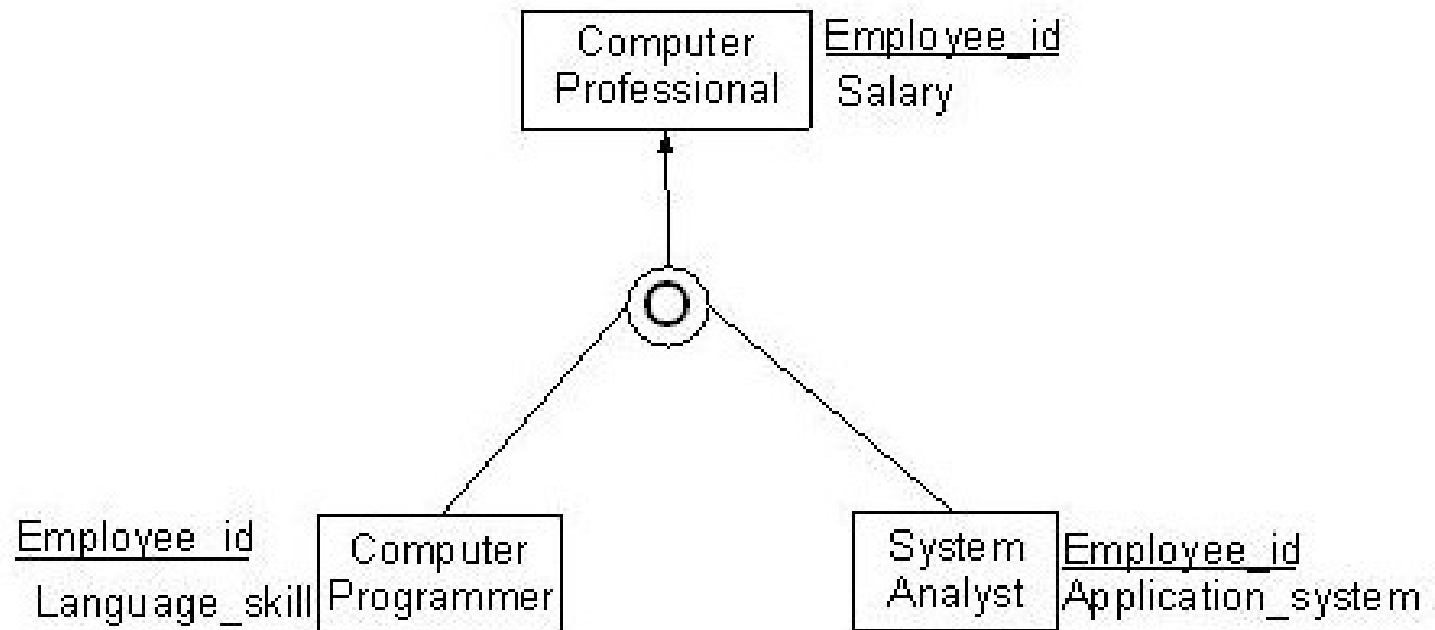 Computer
Professional
Employee_id
Salary
O
Employee_id
Language_skill
Computer
Programmer
System
Analyst
Employee_id
Application_system